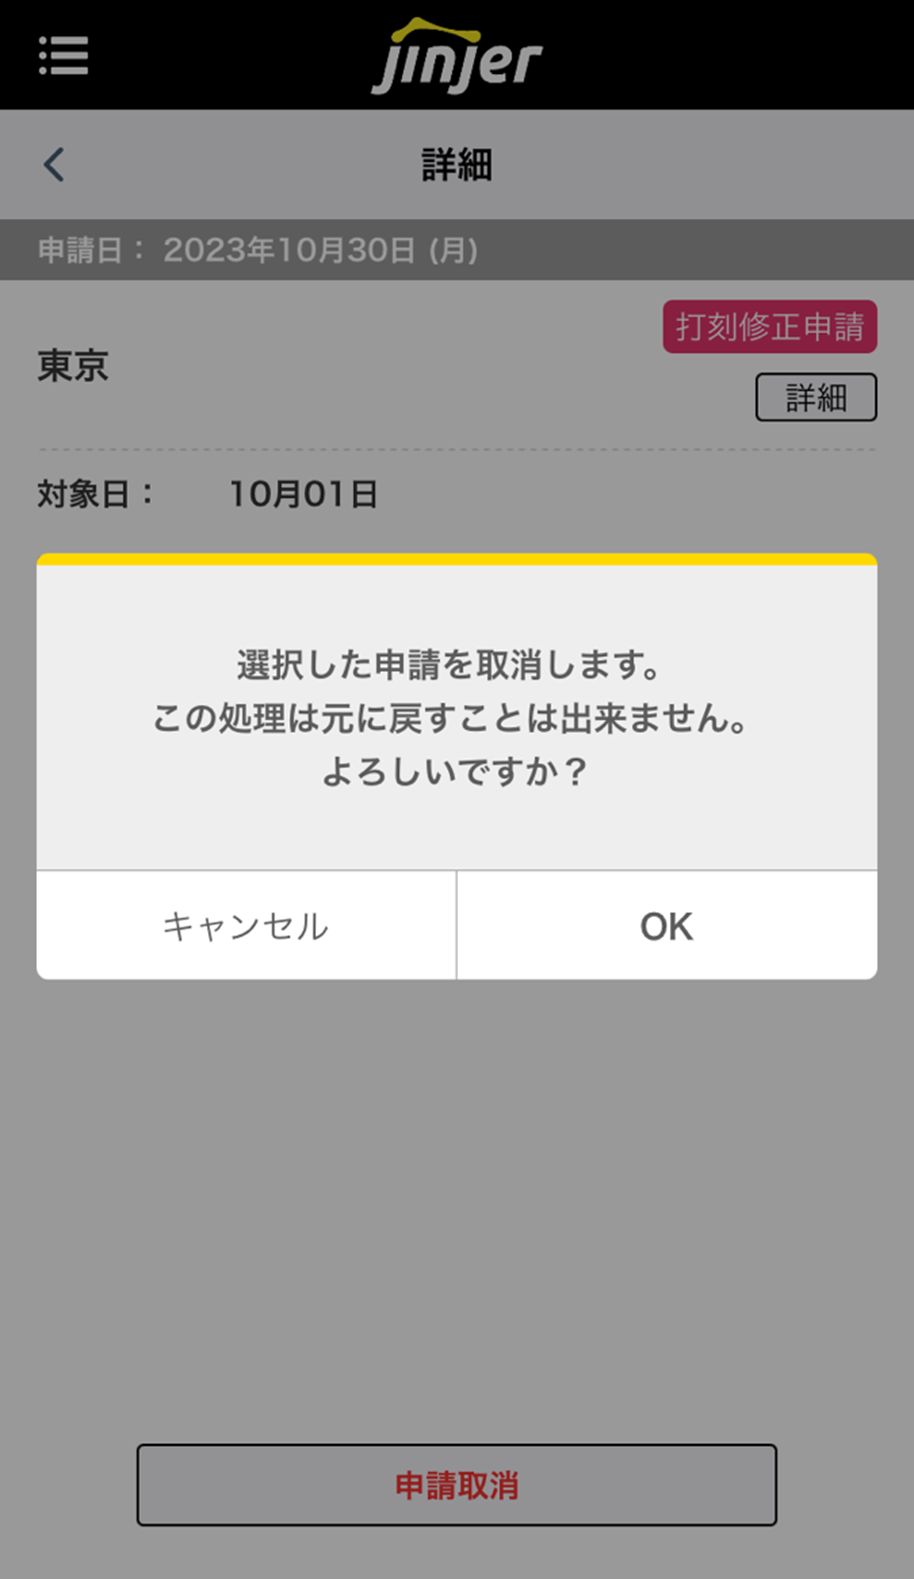 jinjer
詳細
申請日： 2023年10月30日 (月)
打刻修正申請
東京
詳細
対象日： 10月01日
選択した申請を取消します。
この処理は元に戻すことは出来ません。
よろしいですか？
キャンセル
OK
申請取消